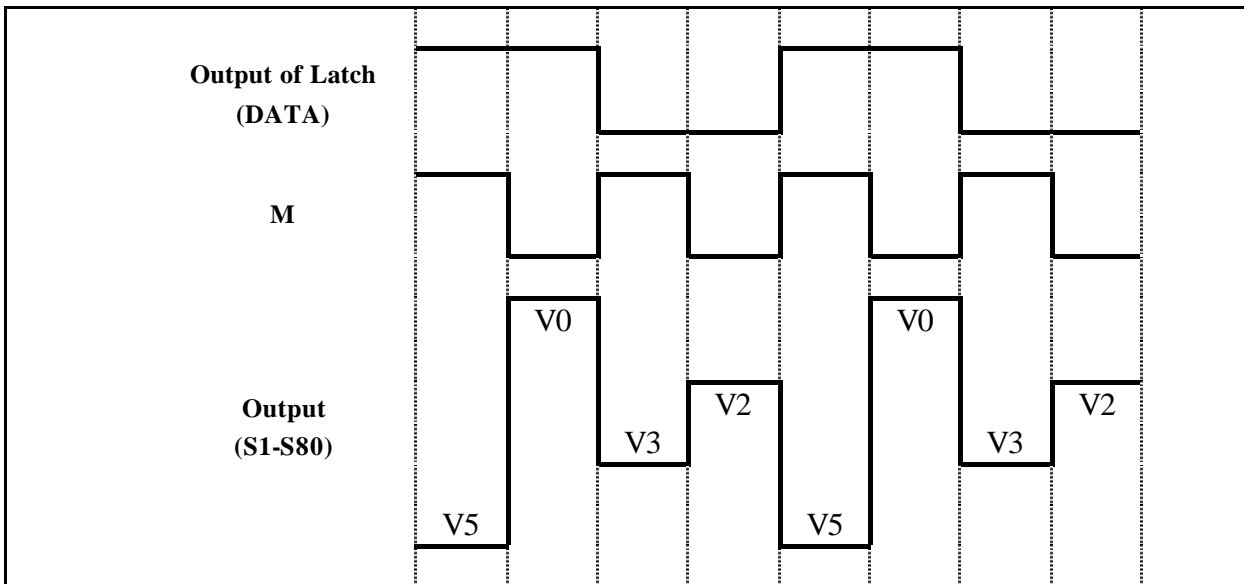 Output of Latch
(DATA)
M
V0
V0
Output
(S1-S80)
V2
V2
V3
V3
V5
V5